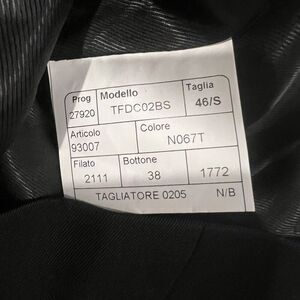 Prog Modello Taglia
27920 TFDC02BS 46/S
Articolo Colore
93007 N067T
Filato Bottone
2111 38 1772
TAGLIATORE 0205 N/B